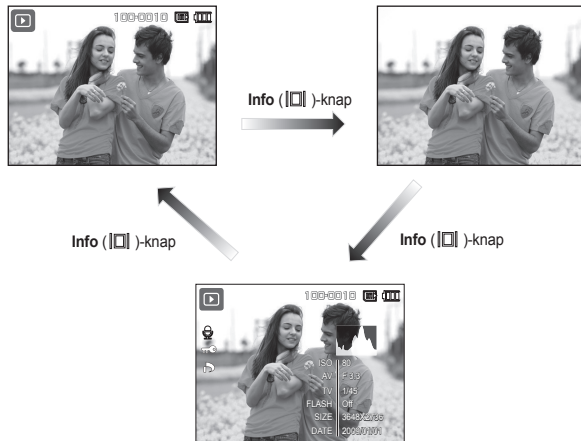 100-0010
Info ( )-knap
Info ( )-knap
Info ( )-knap
100-0010
ISO 80
AV F 3.3
TV 1/45
FLASH Off
SIZE 3648X2736
DATE 2009/01/01